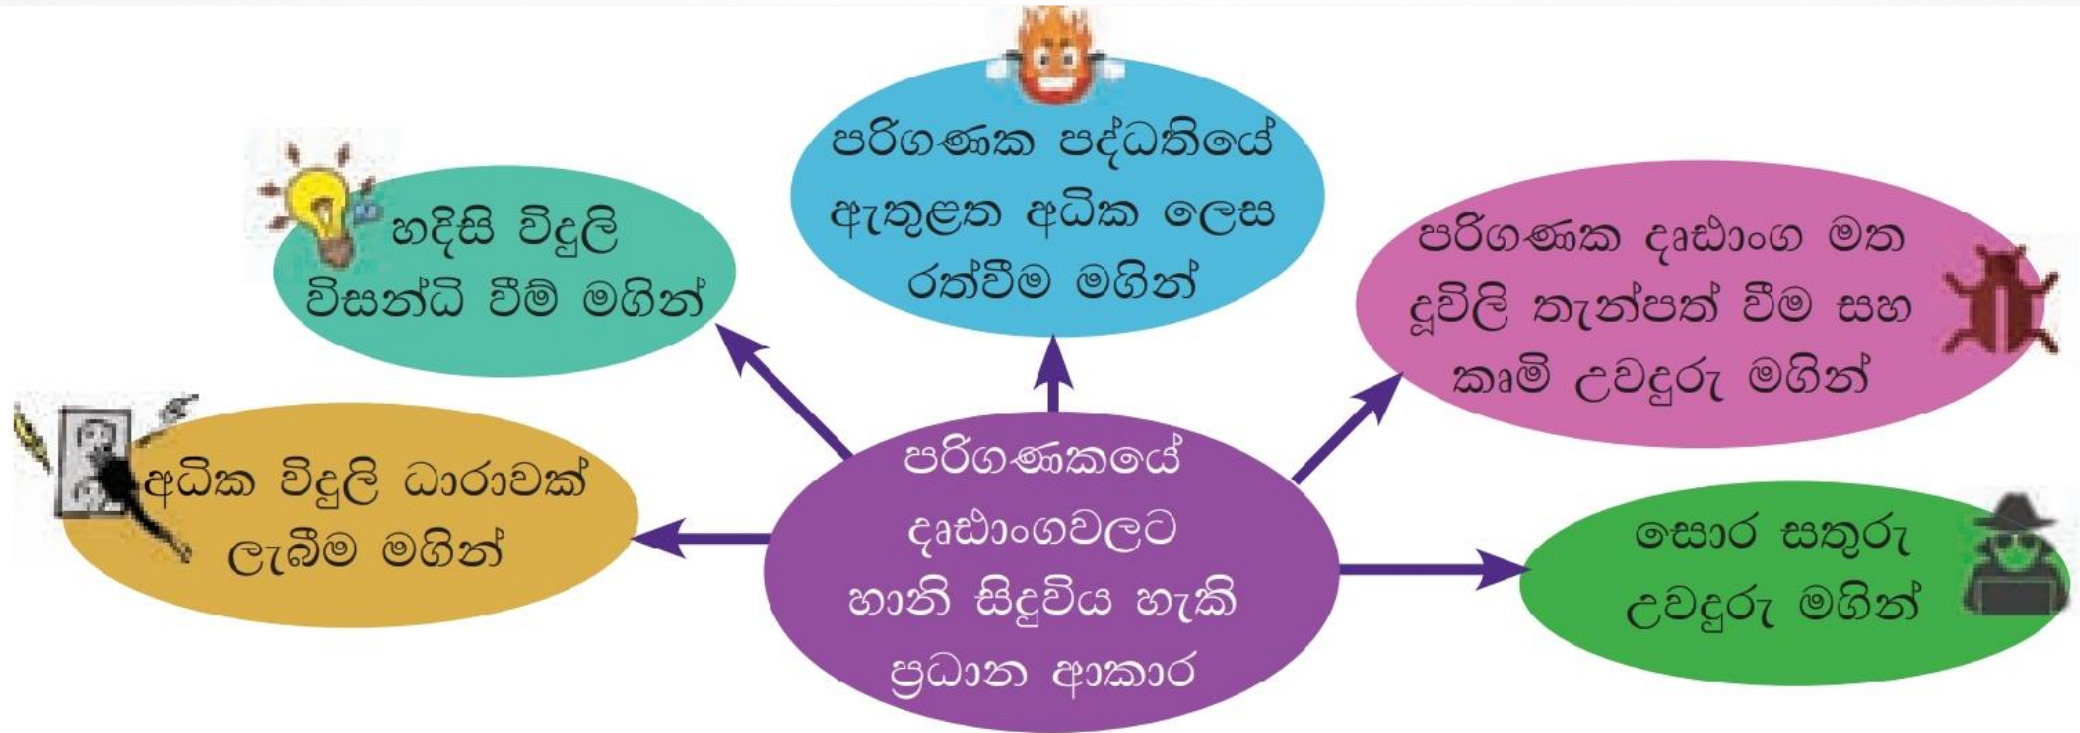 පරිගණක පද්ධතියේ
ඇතුළත අධික ලෙස
රත්වීම මගින්
හදිසි විදුලි
විසන්ධි වීම් මගින්
පරිගණක දෘඪාංග මත
දූවිලි තැන්පත් වීම සහ
කෘමි උවදුරු මගින්
අධික විදුලි ධාරාවක්
ලැබීම මගින්
පරිගණකයේ
දෘඪාංගවලට
හානි සිදුවිය හැකි
ප්‍රධාන ආකාර
සොර සතුරු
උවදුරු මගින්